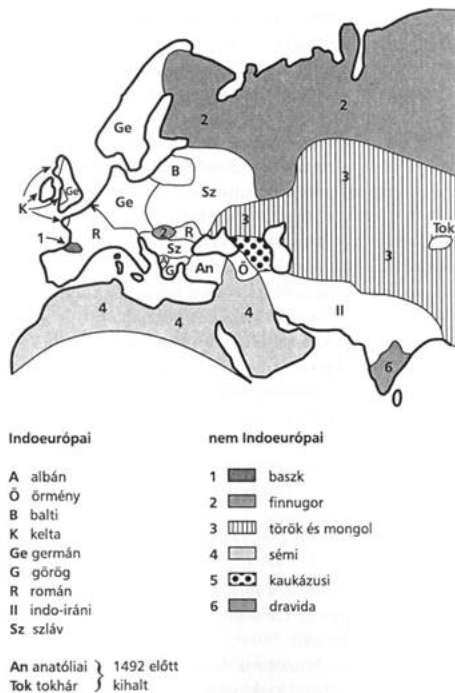 Ge
2
2
B
Ge
K
Ge
Sz
3
3
Tok
1
R
2
R
Sz
3
A
G
An
Ö
II
4
4
4
6
Indoeurópai
A albán
Ö örmény
B balti
K kelta
Ge germán
G görög
R román
II indo-iráni
Sz szláv
An anatóliai } 1492 előtt
Tok tokhár } kihalt
nem Indoeurópai
1 baszk
2 finnugor
3 török és mongol
4 sémi
5 kaukázusi
6 dravida